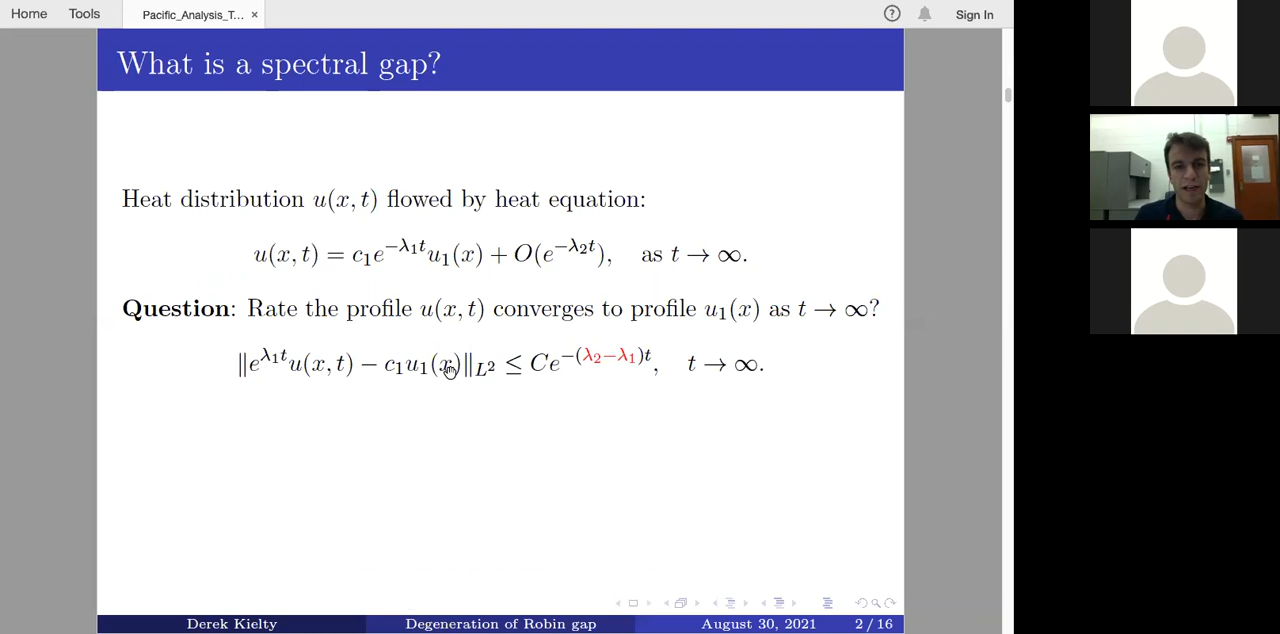 Home Tools Pacific_Analysis_T... × Sign In
What is a spectral gap?
Heat distribution u(x, t) flowed by heat equation:
u(x, t) = c₁e^{−λ₁t}u₁(x) + O(e^{−λ₂t}), as t → ∞.
Question: Rate the profile u(x, t) converges to profile u₁(x) as t → ∞?
‖e^{λ₁t}u(x, t) − c₁u₁(x)‖_{L²} ≤ Ce^{−(λ₂−λ₁)t}, t → ∞.
Derek Kielty Degeneration of Robin gap August 30, 2021 2 / 16